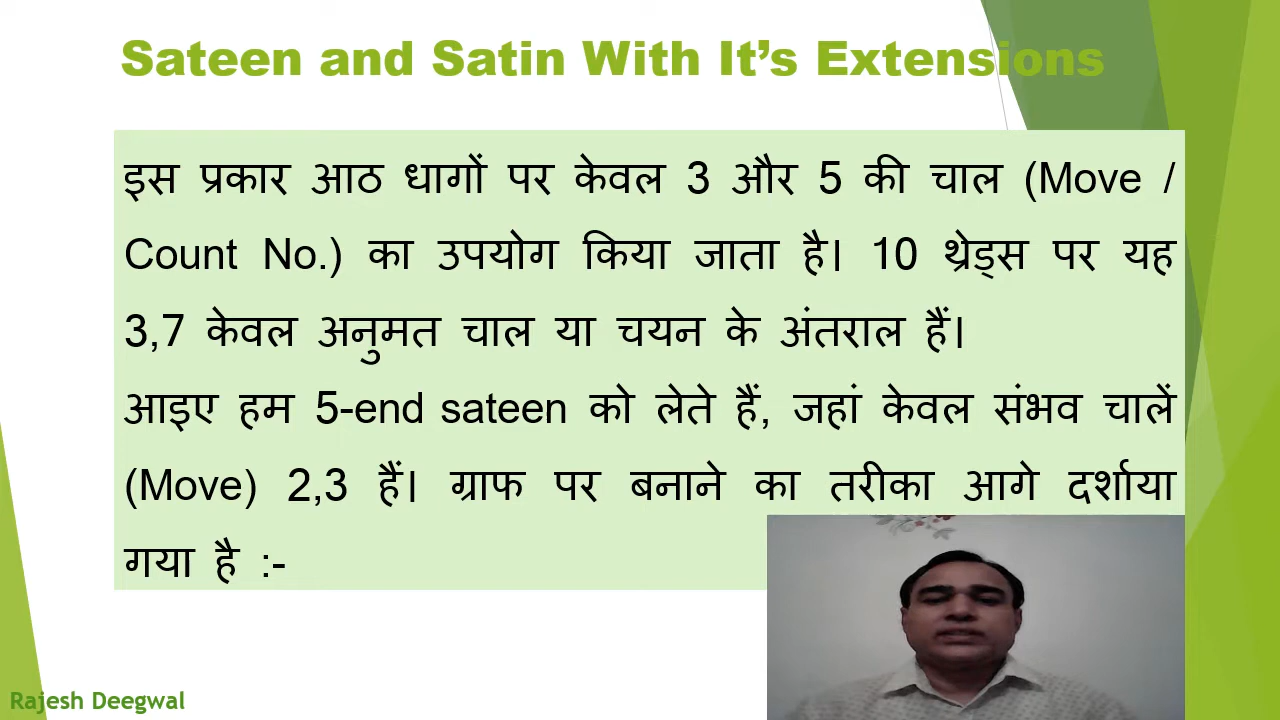 Sateen and Satin With It’s Extensions
इस प्रकार आठ धागों पर केवल 3 और 5 की चाल (Move /
Count No.) का उपयोग किया जाता है। 10 थ्रेड्स पर यह
3,7 केवल अनुमत चाल या चयन के अंतराल हैं।
आइए हम 5-end sateen को लेते हैं, जहां केवल संभव चालें
(Move) 2,3 हैं। ग्राफ पर बनाने का तरीका आगे दर्शाया
गया है :-
Rajesh Deegwal